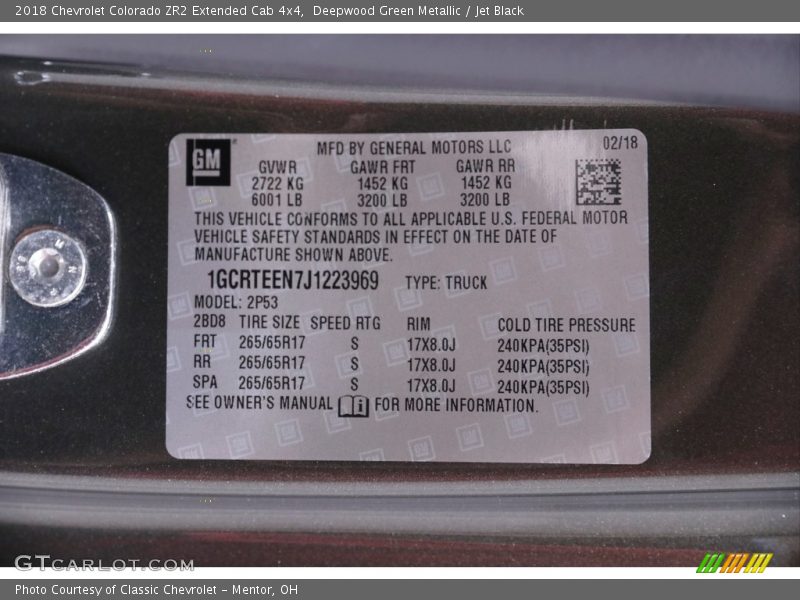 2018 Chevrolet Colorado ZR2 Extended Cab 4x4, Deepwood Green Metallic / Jet Black
GM
MFD BY GENERAL MOTORS LLC 02/18
GVWR GAWR FRT GAWR RR
2722 KG 1452 KG 1452 KG
6001 LB 3200 LB 3200 LB
THIS VEHICLE CONFORMS TO ALL APPLICABLE U.S. FEDERAL MOTOR
VEHICLE SAFETY STANDARDS IN EFFECT ON THE DATE OF
MANUFACTURE SHOWN ABOVE.
1GCRTEEN7J1223969 TYPE: TRUCK
MODEL: 2P53
2BD8 TIRE SIZE SPEED RTG RIM COLD TIRE PRESSURE
FRT 265/65R17 S 17X8.0J 240KPA(35PSI)
RR 265/65R17 S 17X8.0J 240KPA(35PSI)
SPA 265/65R17 S 17X8.0J 240KPA(35PSI)
SEE OWNER'S MANUAL i FOR MORE INFORMATION.
GTCARLOT.COM
Photo Courtesy of Classic Chevrolet - Mentor, OH